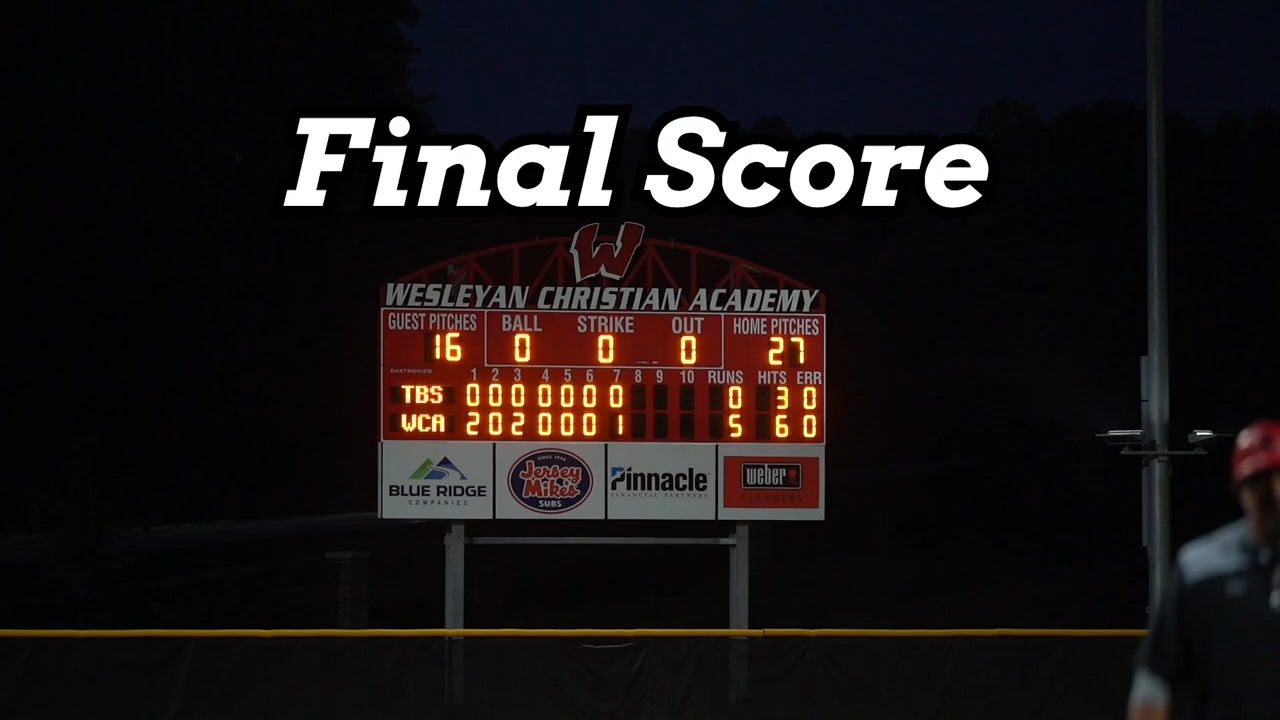 Final Score
W
WESLEYAN CHRISTIAN ACADEMY
GUEST PITCHES BALL STRIKE OUT HOME PITCHES
16 0 0 0 27
DAKTRONICS 1 2 3 4 5 6 7 8 9 10 RUNS HITS ERR
TBS 0 0 0 0 0 0 0 0 3 0
WCA 2 0 2 0 0 0 1 5 6 0
BLUE RIDGE
COMPANIES
SINCE 1956
Jersey
Mike's
SUBS
Pinnacle
FINANCIAL PARTNERS
weber
CLEANERS